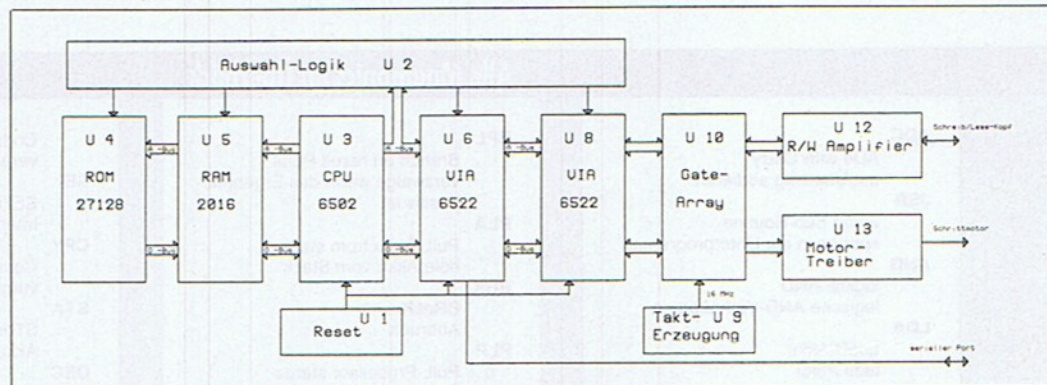 Auswahl-Logik U 2
U 4
ROM
27128
U 5
RAM
2016
U 3
CPU
6502
U 6
VIA
6522
U 8
VIA
6522
U 10
Gate-
Array
U 12
R/W Amplifier
Schreib/Lese-Kopf
U 13
Motor-
Treiber
Schrittmotor
U 1
Reset
16 MHz
Takt- U 9
Erzeugung
serieller Port